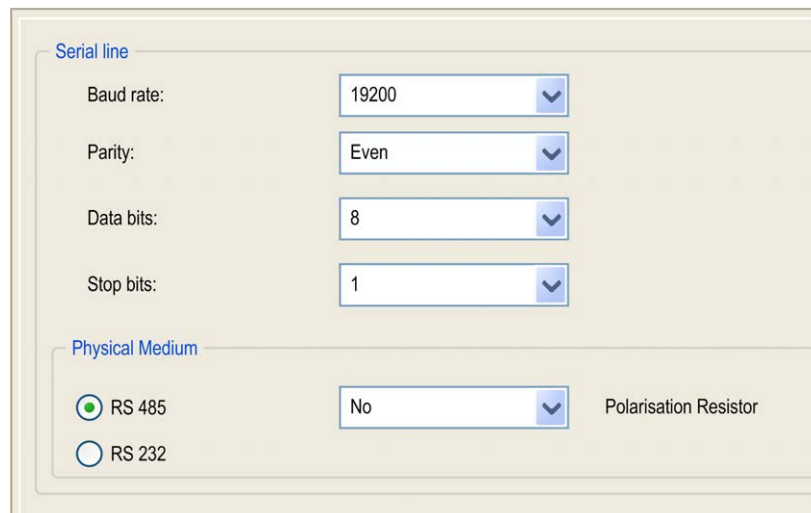 Serial line
Baud rate: 19200
Parity: Even
Data bits: 8
Stop bits: 1
Physical Medium
RS 485 No Polarisation Resistor
RS 232